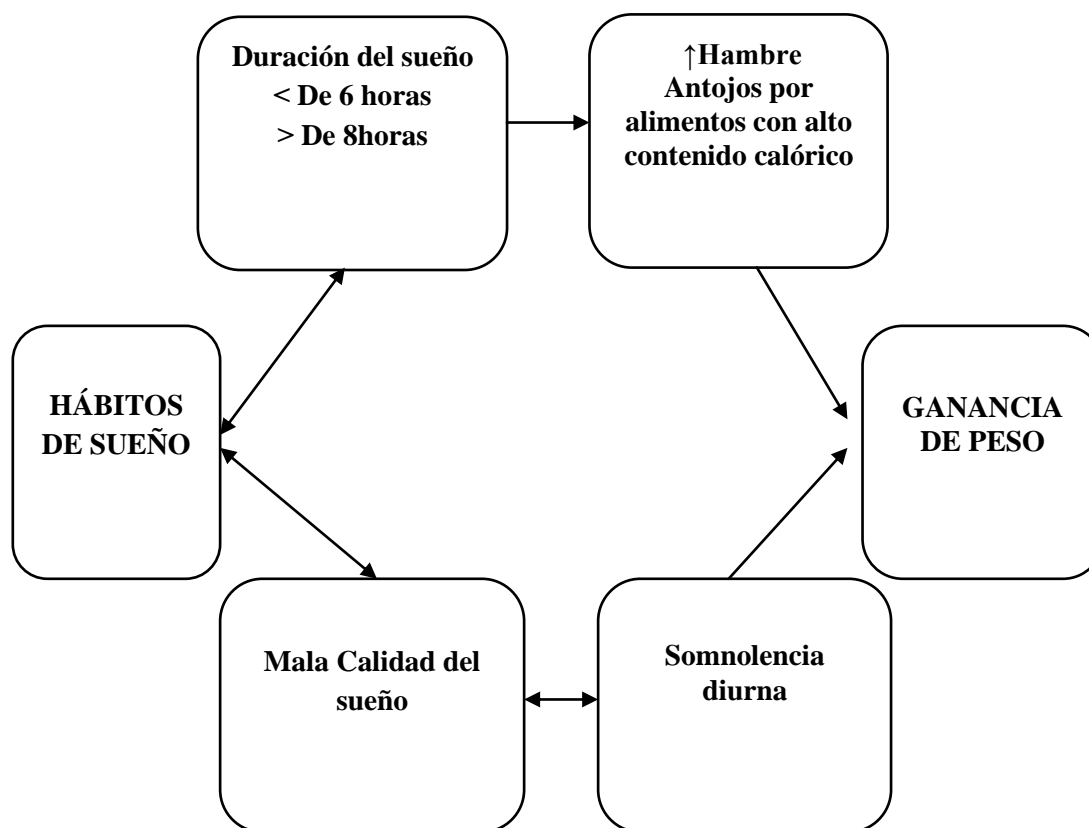 Duración del sueño
< De 6 horas
> De 8horas
↑Hambre
Antojos por
alimentos con alto
contenido calórico
HÁBITOS
DE SUEÑO
GANANCIA
DE PESO
Mala Calidad del
sueño
Somnolencia
diurna